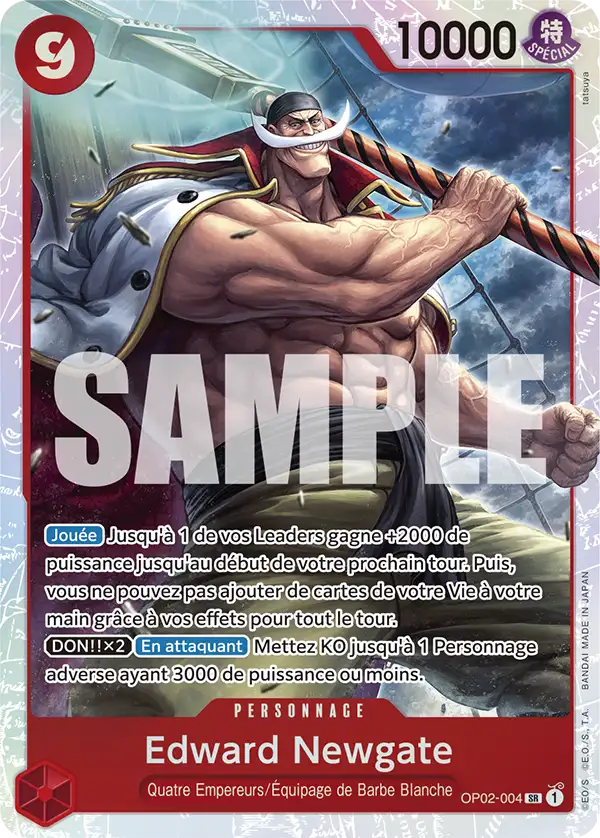 9
10000
特
SPÉCIAL
tatsuya
SAMPLE
Jouée Jusqu'à 1 de vos Leaders gagne +2000 de
puissance jusqu'au début de votre prochain tour. Puis,
vous ne pouvez pas ajouter de cartes de votre Vie à votre
main grâce à vos effets pour tout le tour.
DON!!×2 En attaquant Mettez KO jusqu'à 1 Personnage
adverse ayant 3000 de puissance ou moins.
©E.O/S ©E.O./S, T.A. BANDAI MADE IN JAPAN
PERSONNAGE
Edward Newgate
Quatre Empereurs/Équipage de Barbe Blanche
OP02-004 SR 1